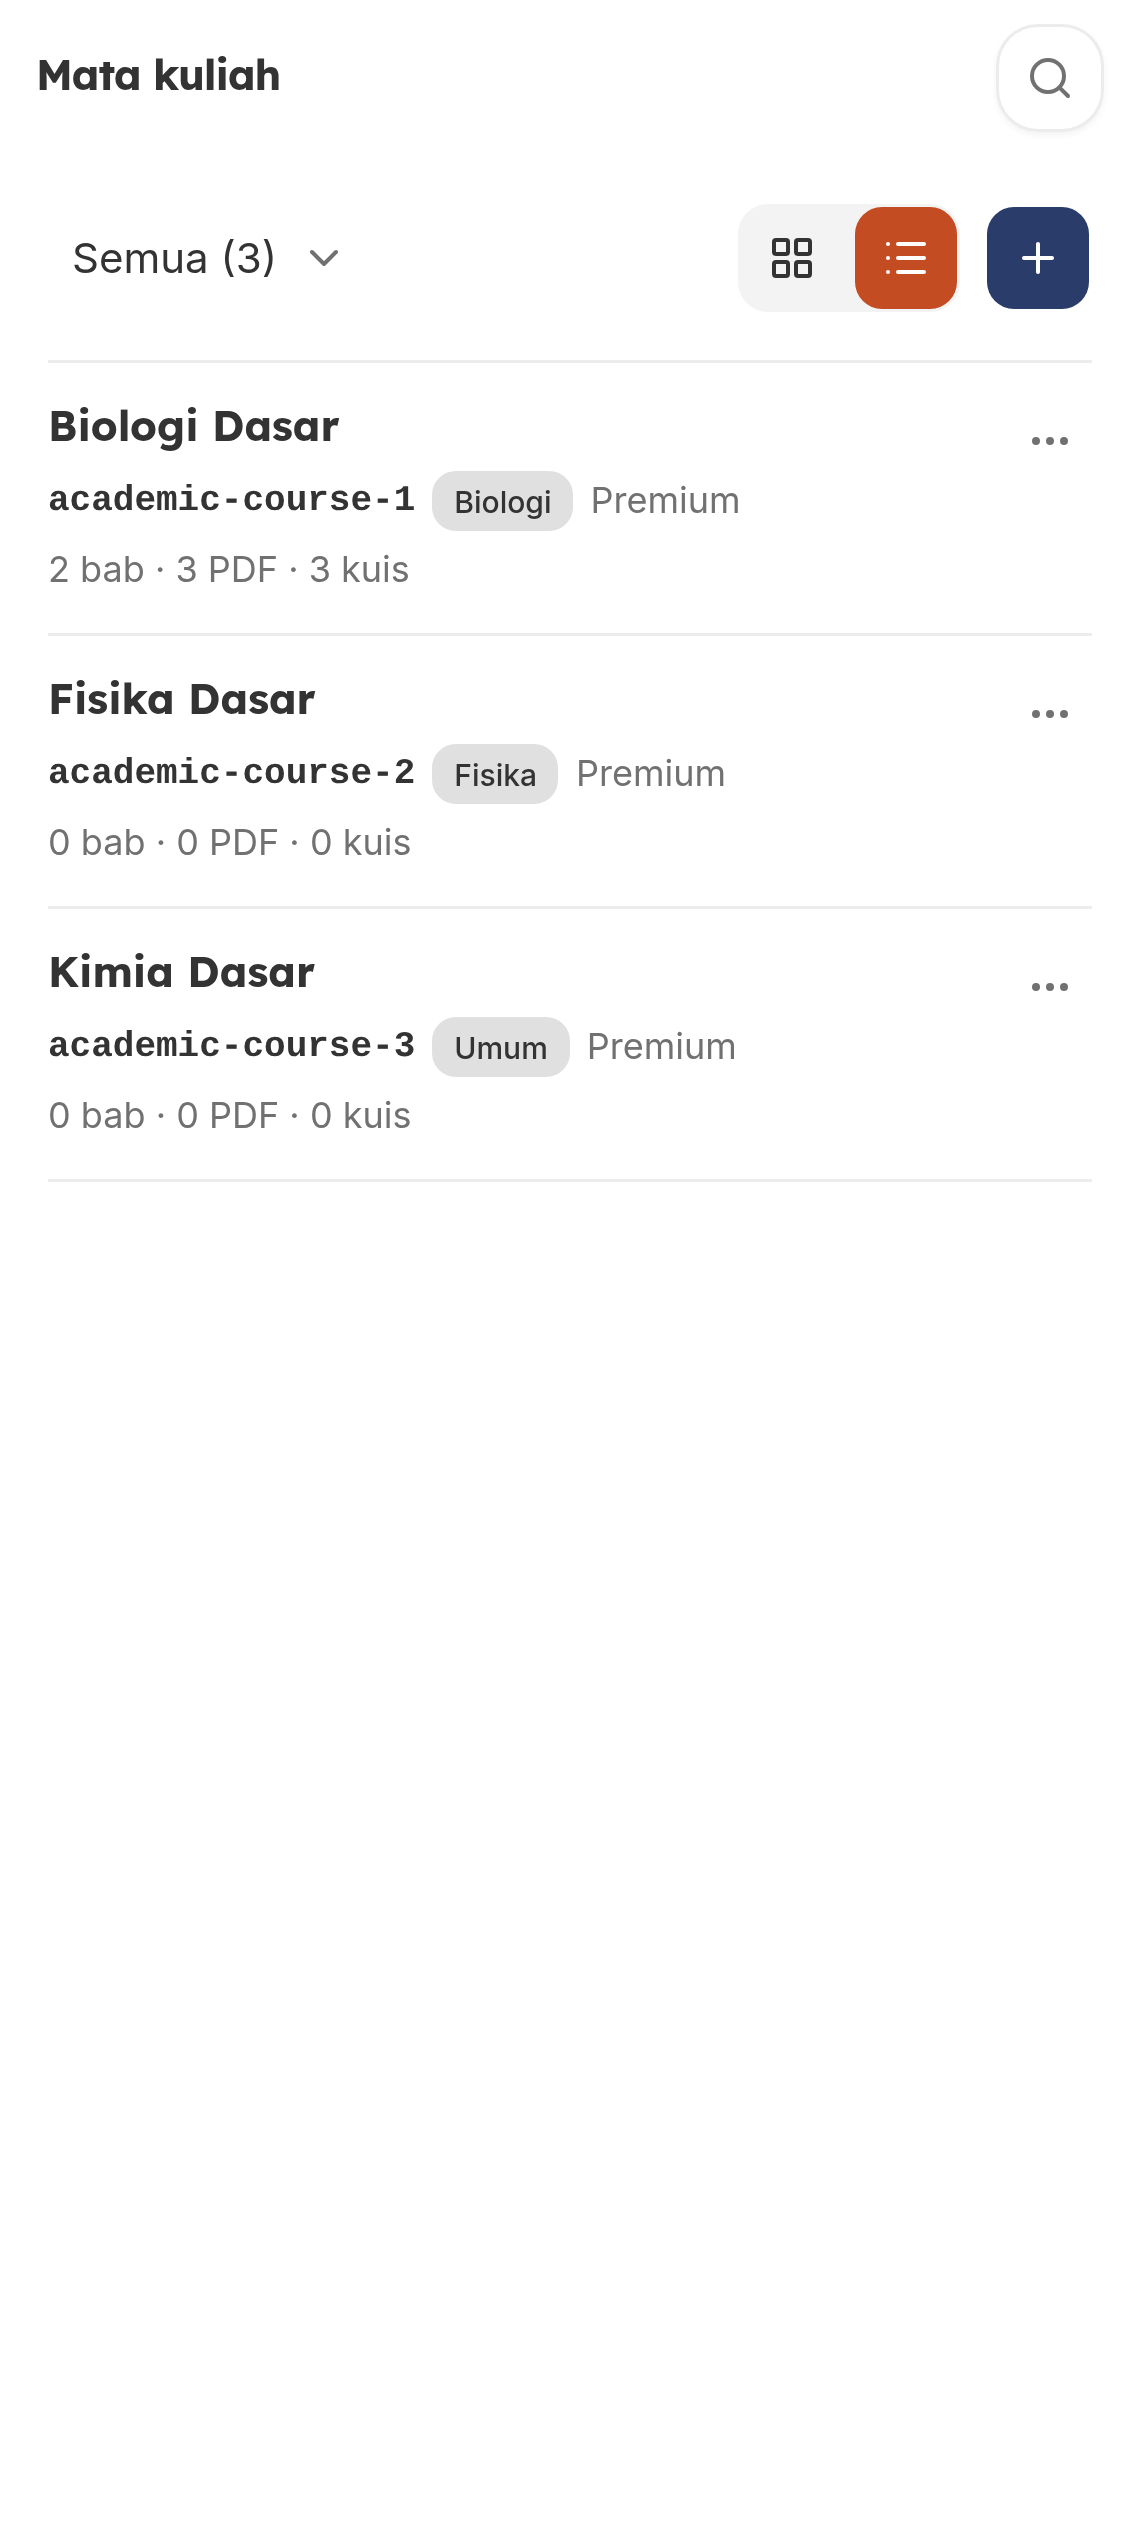 Mata kuliah
Semua (3)
Biologi Dasar
academic-course-1 Biologi Premium
2 bab · 3 PDF · 3 kuis
Fisika Dasar
academic-course-2 Fisika Premium
0 bab · 0 PDF · 0 kuis
Kimia Dasar
academic-course-3 Umum Premium
0 bab · 0 PDF · 0 kuis